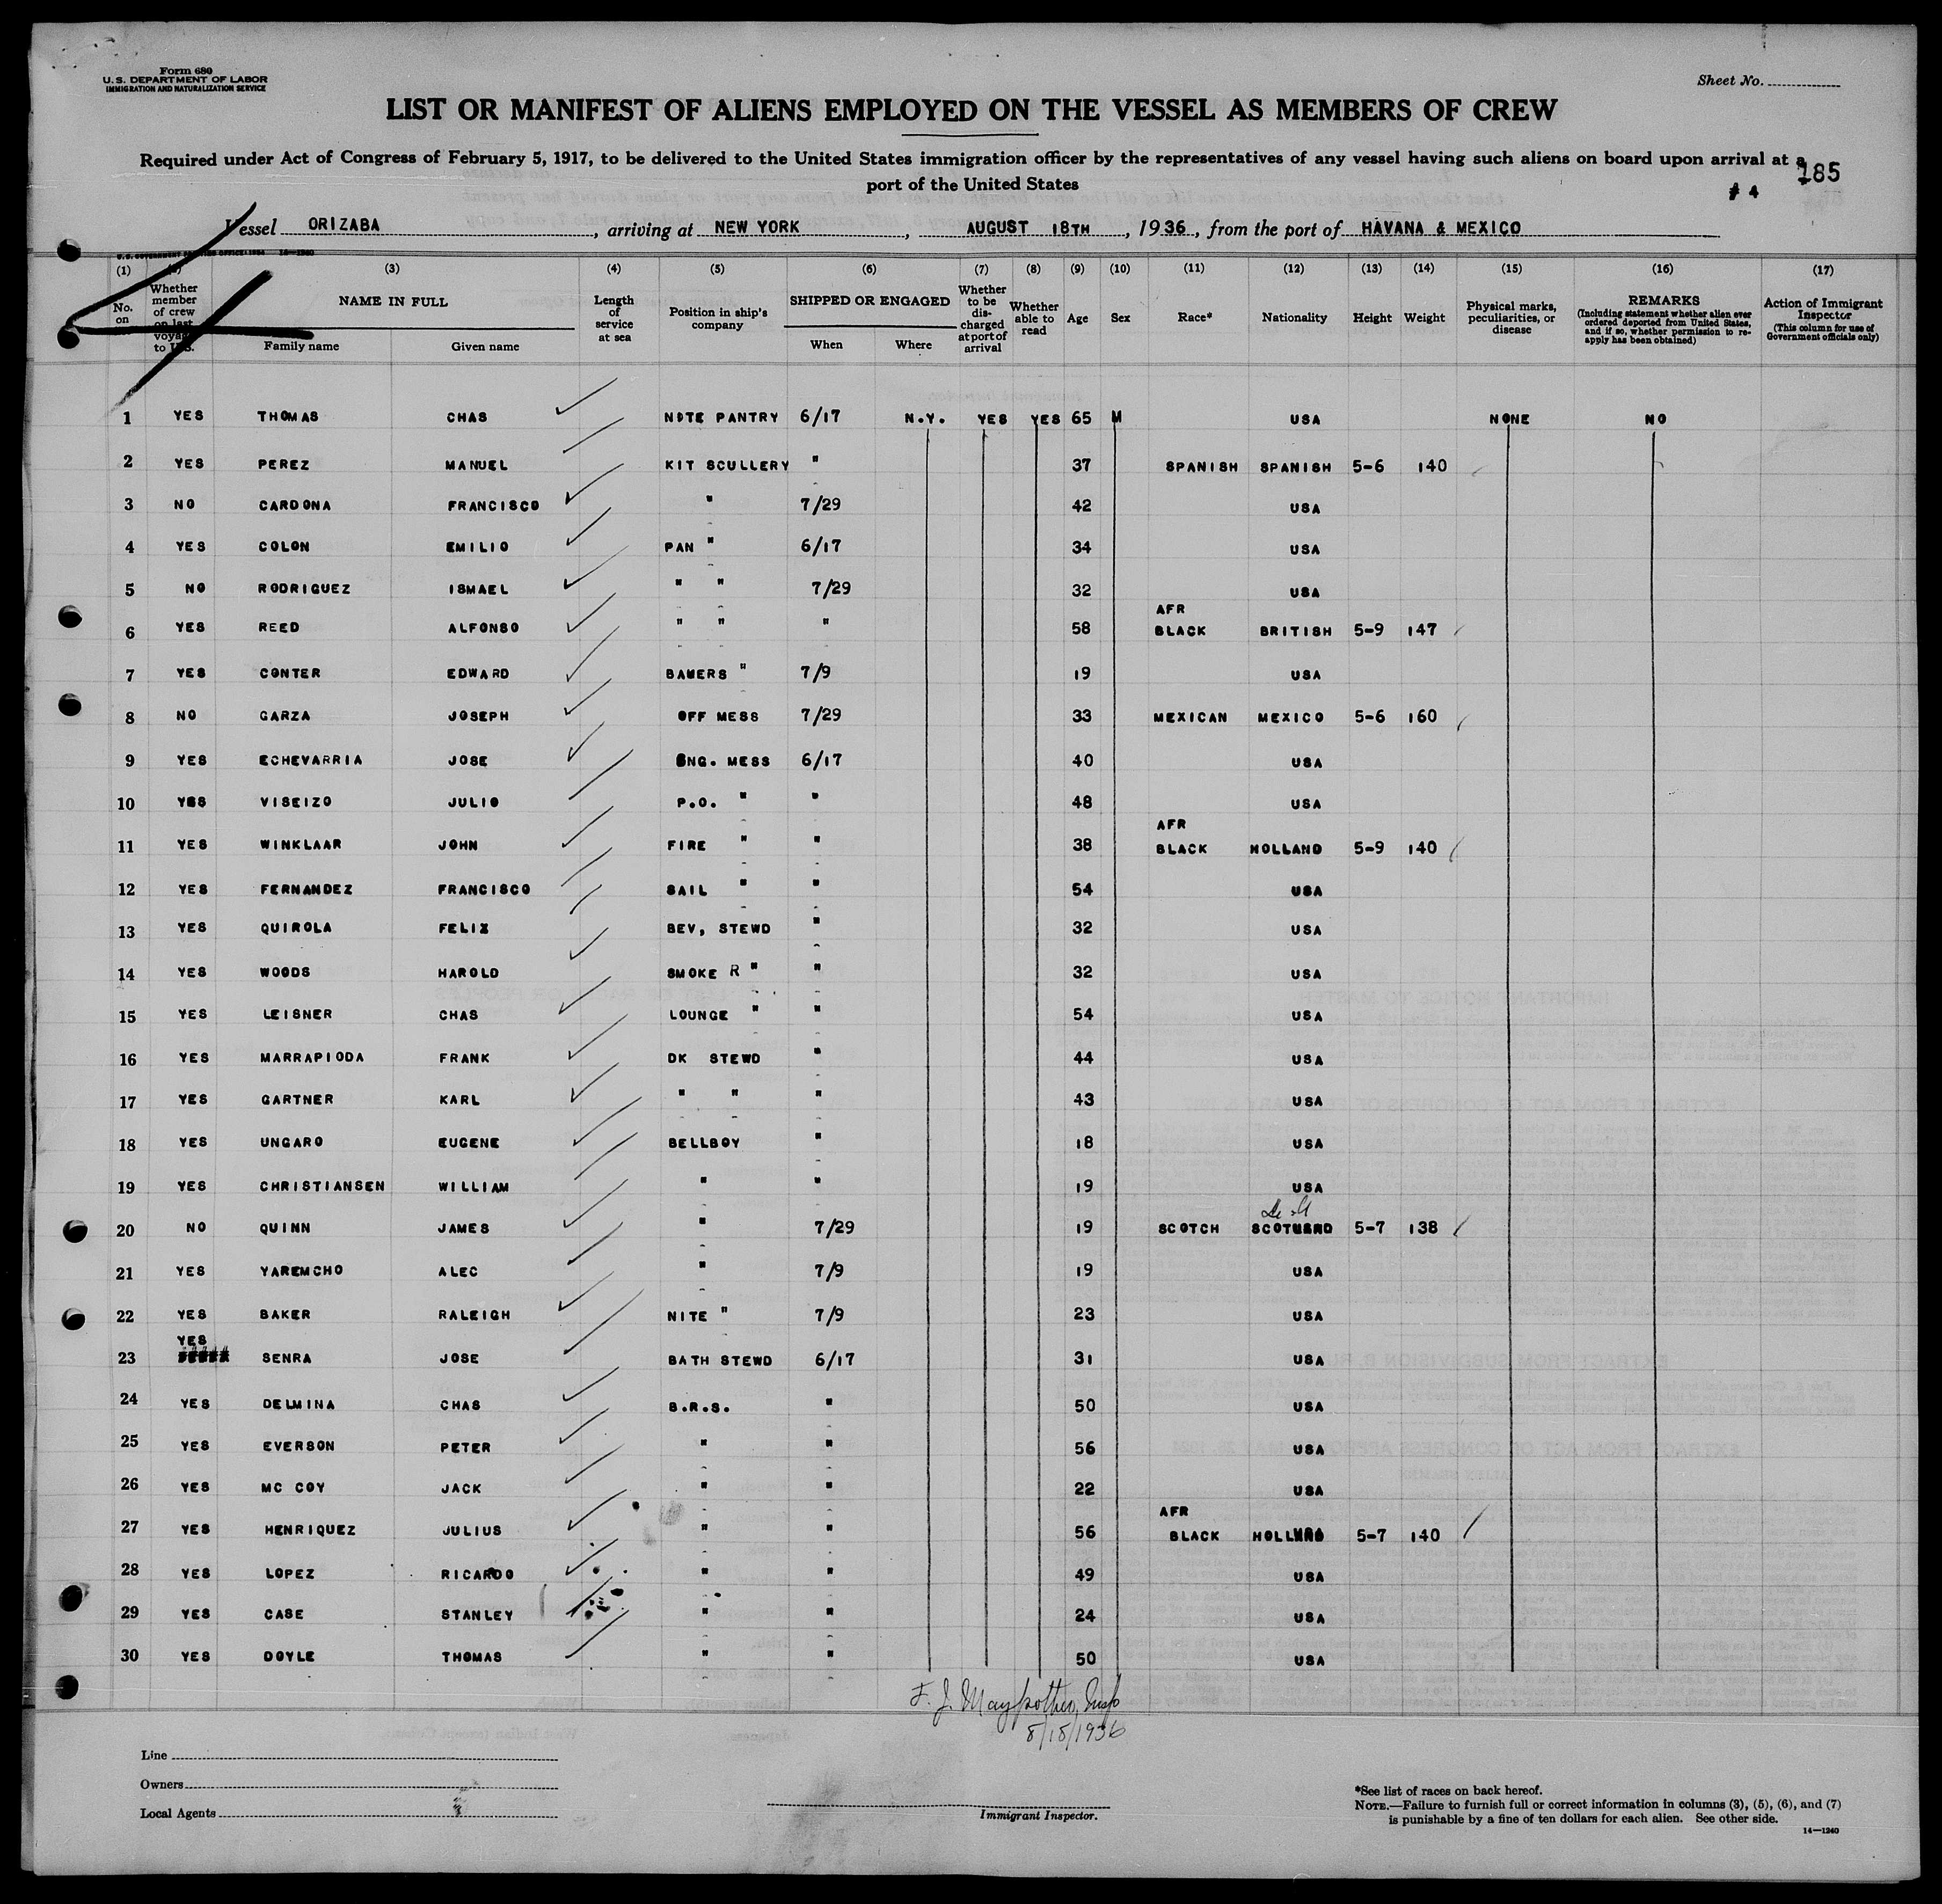 Form 680
U. S. DEPARTMENT OF LABOR
IMMIGRATION AND NATURALIZATION SERVICE
Sheet No.
LIST OR MANIFEST OF ALIENS EMPLOYED ON THE VESSEL AS MEMBERS OF CREW
Required under Act of Congress of February 5, 1917, to be delivered to the United States immigration officer by the representatives of any vessel having such aliens on board upon arrival at a
port of the United States
185
# 4
Vessel ORIZABA, arriving at NEW YORK, AUGUST 18TH, 1936, from the port of HAVANA & MEXICO
(1) (2) (3) (4) (5) (6) (7) (8) (9) (10) (11) (12) (13) (14) (15) (16) (17)
No. on Whether member of crew on last voyage to U.S. NAME IN FULL Family name Given name Length of service at sea Position in ship's company SHIPPED OR ENGAGED When Where Whether to be discharged at port of arrival Whether able to read Age Sex Race* Nationality Height Weight Physical marks, peculiarities, or disease REMARKS (Including statement whether alien ever ordered deported from United States, and if so, whether permission to re-apply has been obtained) Action of Immigrant Inspector (This column for use of Government officials only)
1 YES THOMAS CHAS NOTE PANTRY 6/17 N.Y. YES YES 65 M USA NONE NO
2 YES PEREZ MANUEL KIT SCULLERY " 37 SPANISH SPANISH 5-6 140
3 NO CARDONA FRANCISCO " 7/29 42 USA
4 YES COLON EMILIO PAN " 6/17 34 USA
5 NO RODRIGUEZ ISMAEL " " 7/29 32 USA
6 YES REED ALFONSO " " " 58 AFR BLACK BRITISH 5-9 147
7 YES CONTER EDWARD BAMERS " 7/9 19 USA
8 NO GARZA JOSEPH OFF MESS 7/29 33 MEXICAN MEXICO 5-6 160
9 YES ECHEVARRIA JOSE ENG. MESS 6/17 40 USA
10 YES VISEIZO JULIO P.O. " " 48 USA
11 YES WINKLAAR JOHN FIRE " " 38 AFR BLACK HOLLAND 5-9 140
12 YES FERNANDEZ FRANCISCO SAIL " " 54 USA
13 YES QUIROLA FELIX BEV, STEWD " 32 USA
14 YES WOODS HAROLD SMOKE R " " 32 USA
15 YES LEISNER CHAS LOUNGE " " 54 USA
16 YES MARRAPIODA FRANK DK STEWD " 44 USA
17 YES GARTNER KARL " " " 43 USA
18 YES UNGARO EUGENE BELLBOY " 18 USA
19 YES CHRISTIANSEN WILLIAM " " 19 USA
20 NO QUINN JAMES " 7/29 19 SCOTCH 5-7 138
21 YES YAREMCHO ALEC " 7/9 19 USA
22 YES BAKER RALEIGH NITE " 7/9 23 USA
23 YES SENRA JOSE BATH STEWD 6/17 31 USA
24 YES DELMINA CHAS B.R.S. " 50 USA
25 YES EVERSON PETER " " 56 USA
26 YES MC COY JACK " " 22 USA
27 YES HENRIQUEZ JULIUS " " 56 AFR BLACK HOLLAND 5-7 140
28 YES LOPEZ RICARDO " " 49 USA
29 YES CASE STANLEY " " 24 USA
30 YES DOYLE THOMAS " " 50 USA
F. J. Maypother, Insp
8/18/1936
Line
Owners
Local Agents
Immigrant Inspector.
*See list of races on back hereof.
NOTE.—Failure to furnish full or correct information in columns (3), (5), (6), and (7)
is punishable by a fine of ten dollars for each alien. See other side.
14—1240